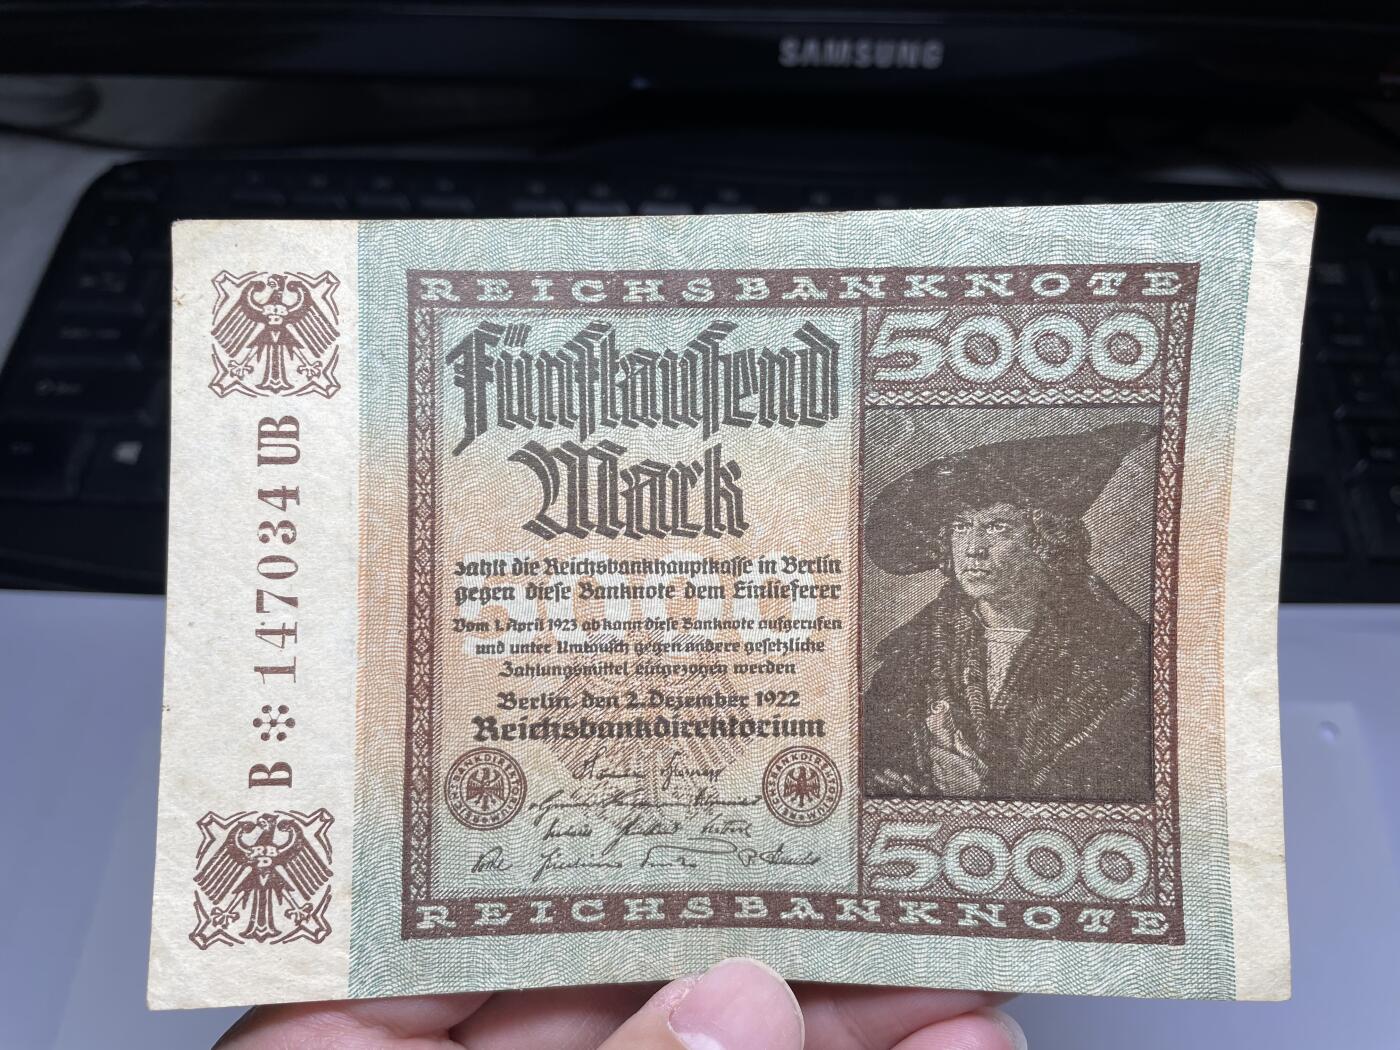 SAMSUNG
REICHSBANKNOTE
5000
Fünftausend
Mark
zahlt die Reichsbankhauptkasse in Berlin
gegen diese Banknote dem Einlieferer
Vom 1. April 1923 ab kann diese Banknote aufgerufen
und unter Umtausch gegen andere gesetzliche
Zahlungsmittel eingezogen werden
Berlin, den 2. Dezember 1922
Reichsbankdirektorium
5000
5000
REICHSBANKNOTE
B 147034 UB
RBD
RBD